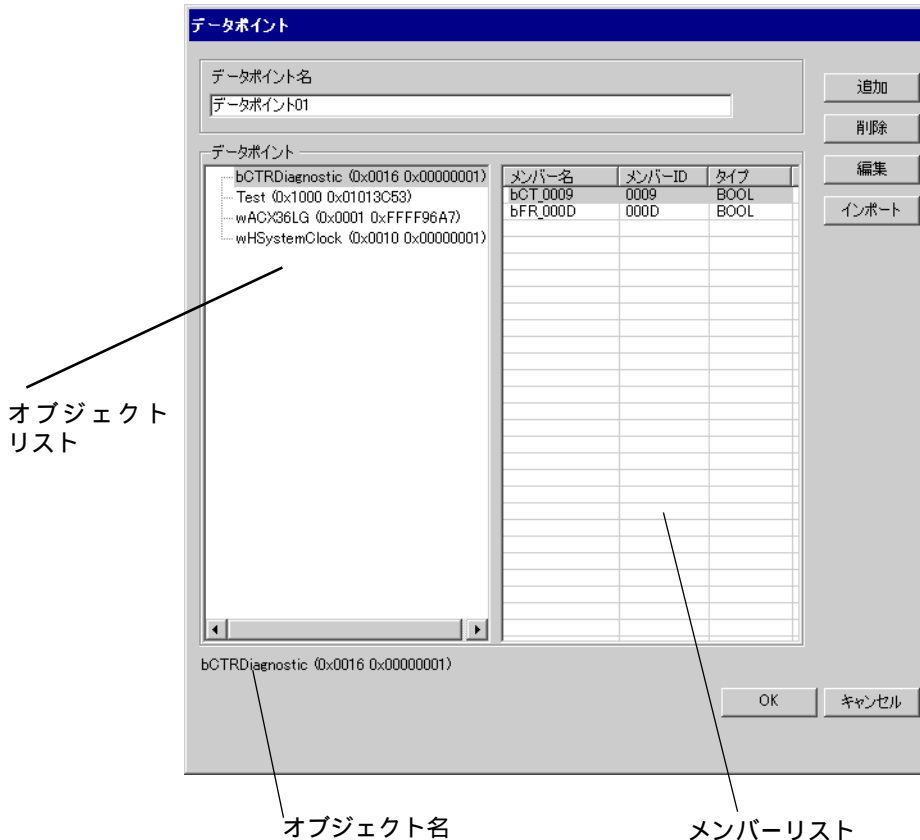 データポイント
データポイント名
データポイント01
追加
削除
編集
インポート
データポイント
bCTRDiagnostic (0x0016 0x00000001)
Test (0x1000 0x01013C53)
wACX36LG (0x0001 0xFFFF96A7)
wHSystemClock (0x0010 0x00000001)
メンバー名 メンバーID タイプ
bCT_0009 0009 BOOL
bFR_000D 000D BOOL
オブジェクト
リスト
bCTRDiagnostic (0x0016 0x00000001)
OK キャンセル
オブジェクト名
メンバーリスト